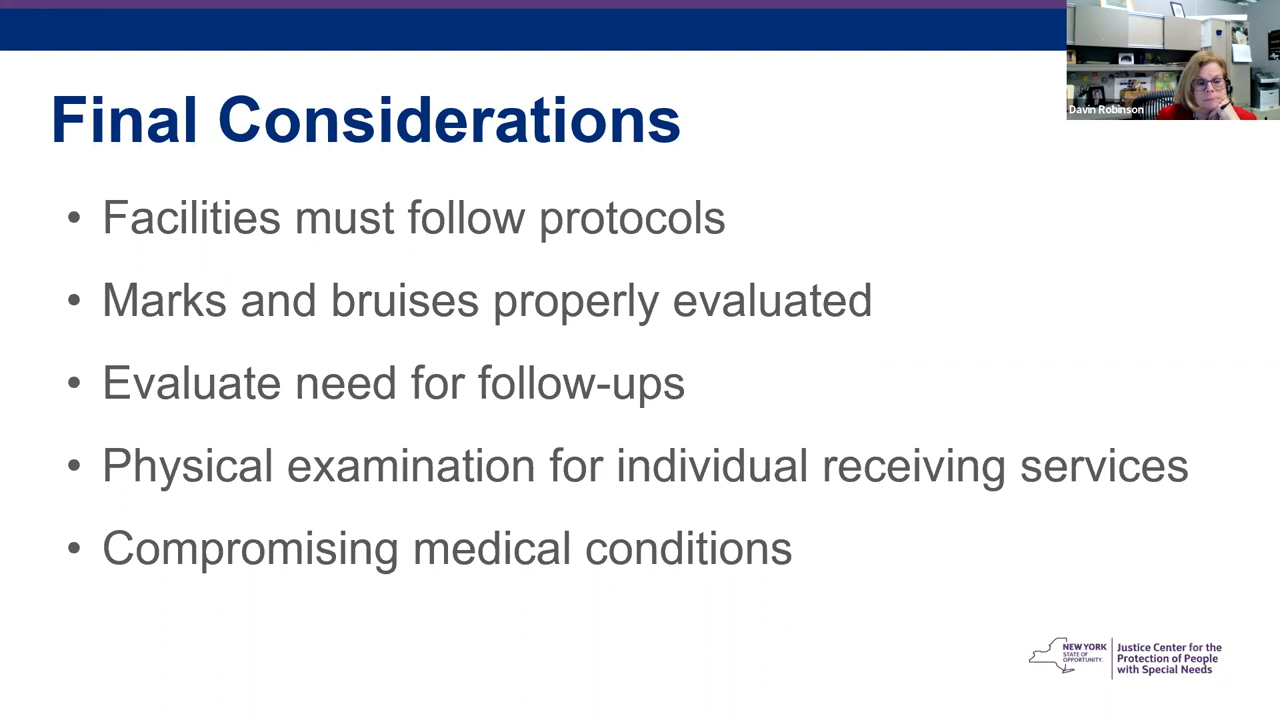 Davin Robinson
Final Considerations
• Facilities must follow protocols
• Marks and bruises properly evaluated
• Evaluate need for follow-ups
• Physical examination for individual receiving services
• Compromising medical conditions
NEW YORK
STATE OF
OPPORTUNITY.
Justice Center for the
Protection of People
with Special Needs